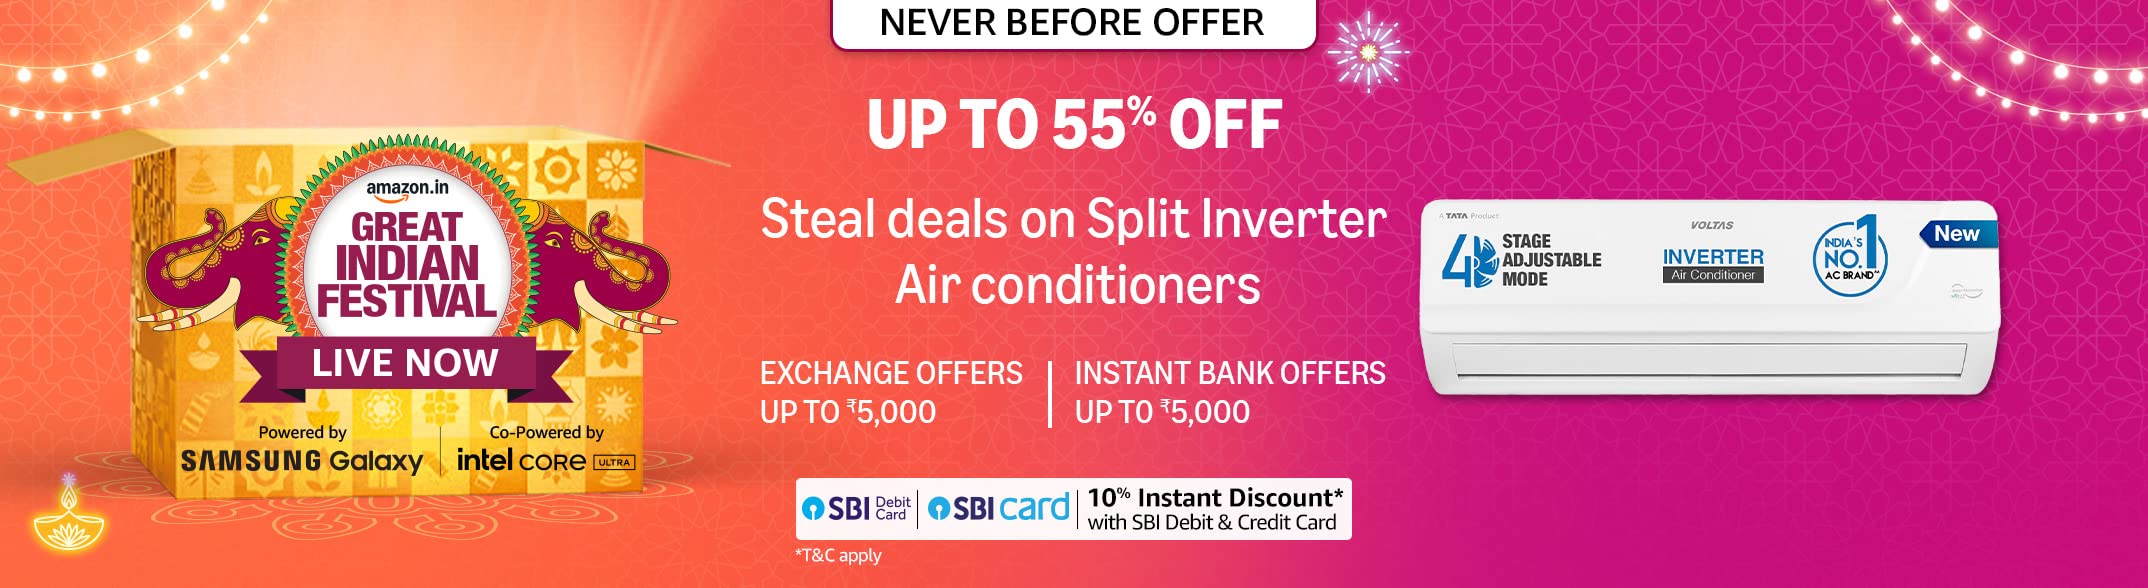 NEVER BEFORE OFFER
UP TO 55% OFF
Steal deals on Split Inverter
Air conditioners
EXCHANGE OFFERS
UP TO ₹5,000
INSTANT BANK OFFERS
UP TO ₹5,000
SBI Debit Card
SBI card
10% Instant Discount*
with SBI Debit & Credit Card
*T&C apply
amazon.in
GREAT
INDIAN
FESTIVAL
LIVE NOW
Powered by
SAMSUNG Galaxy
Co-Powered by
intel CORE ULTRA
A TATA Product
4 STAGE
ADJUSTABLE
MODE
VOLTAS
INVERTER
Air Conditioner
INDIA'S
NO.1
AC BRAND
New